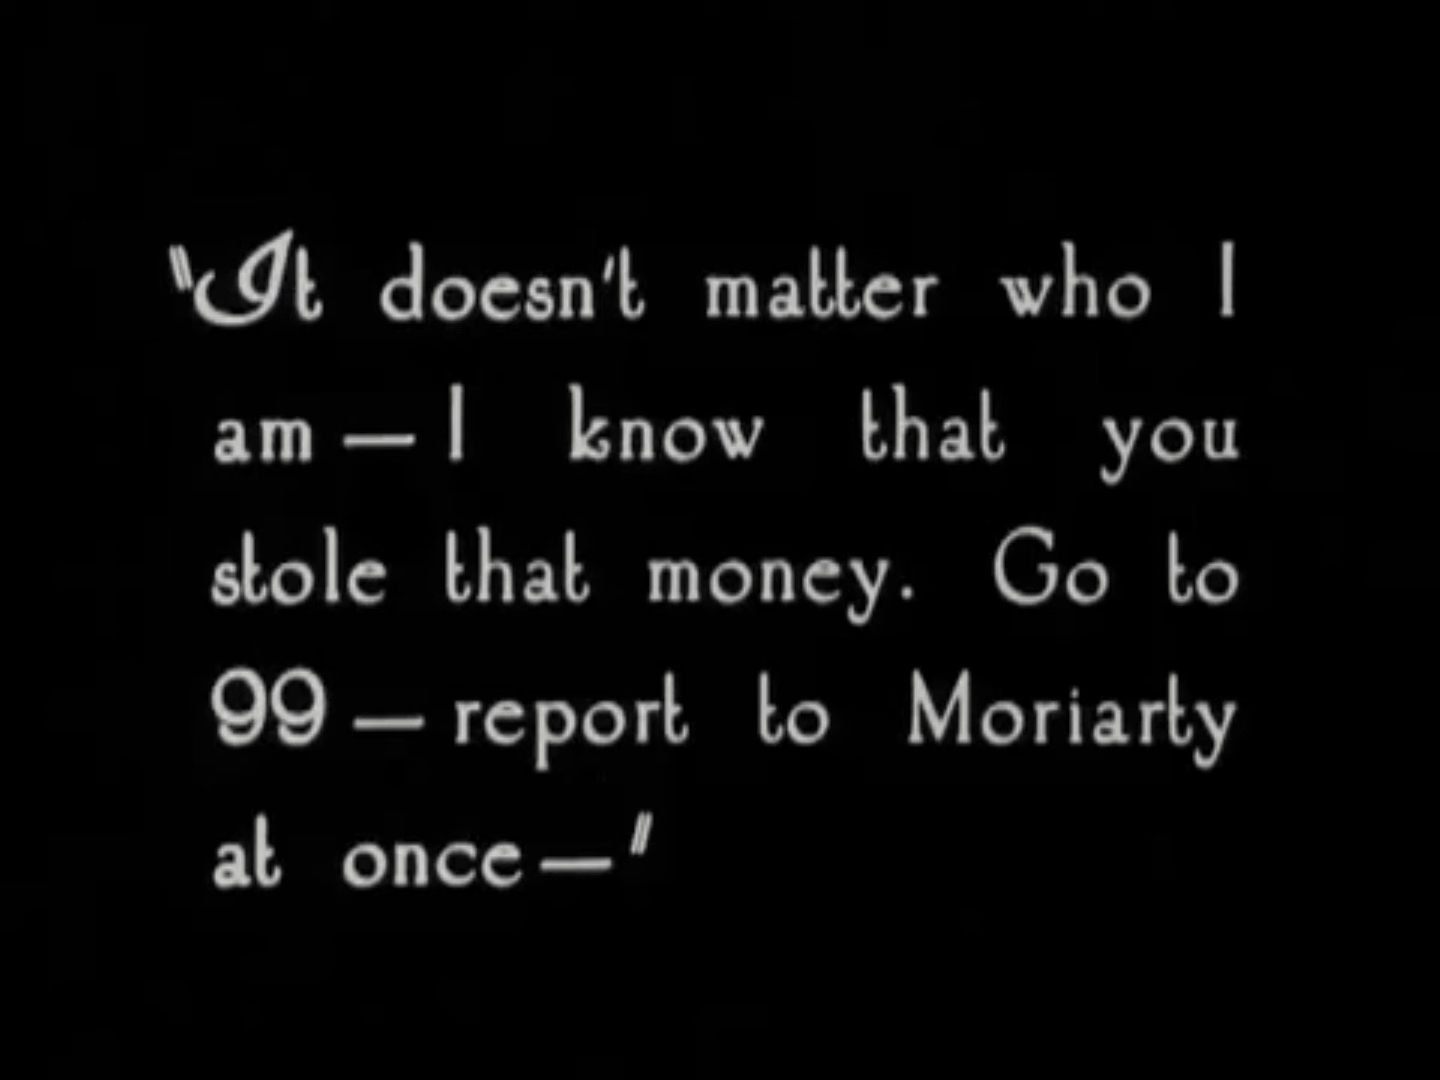 "It doesn't matter who I
am — I know that you
stole that money. Go to
99 — report to Moriarty
at once — "